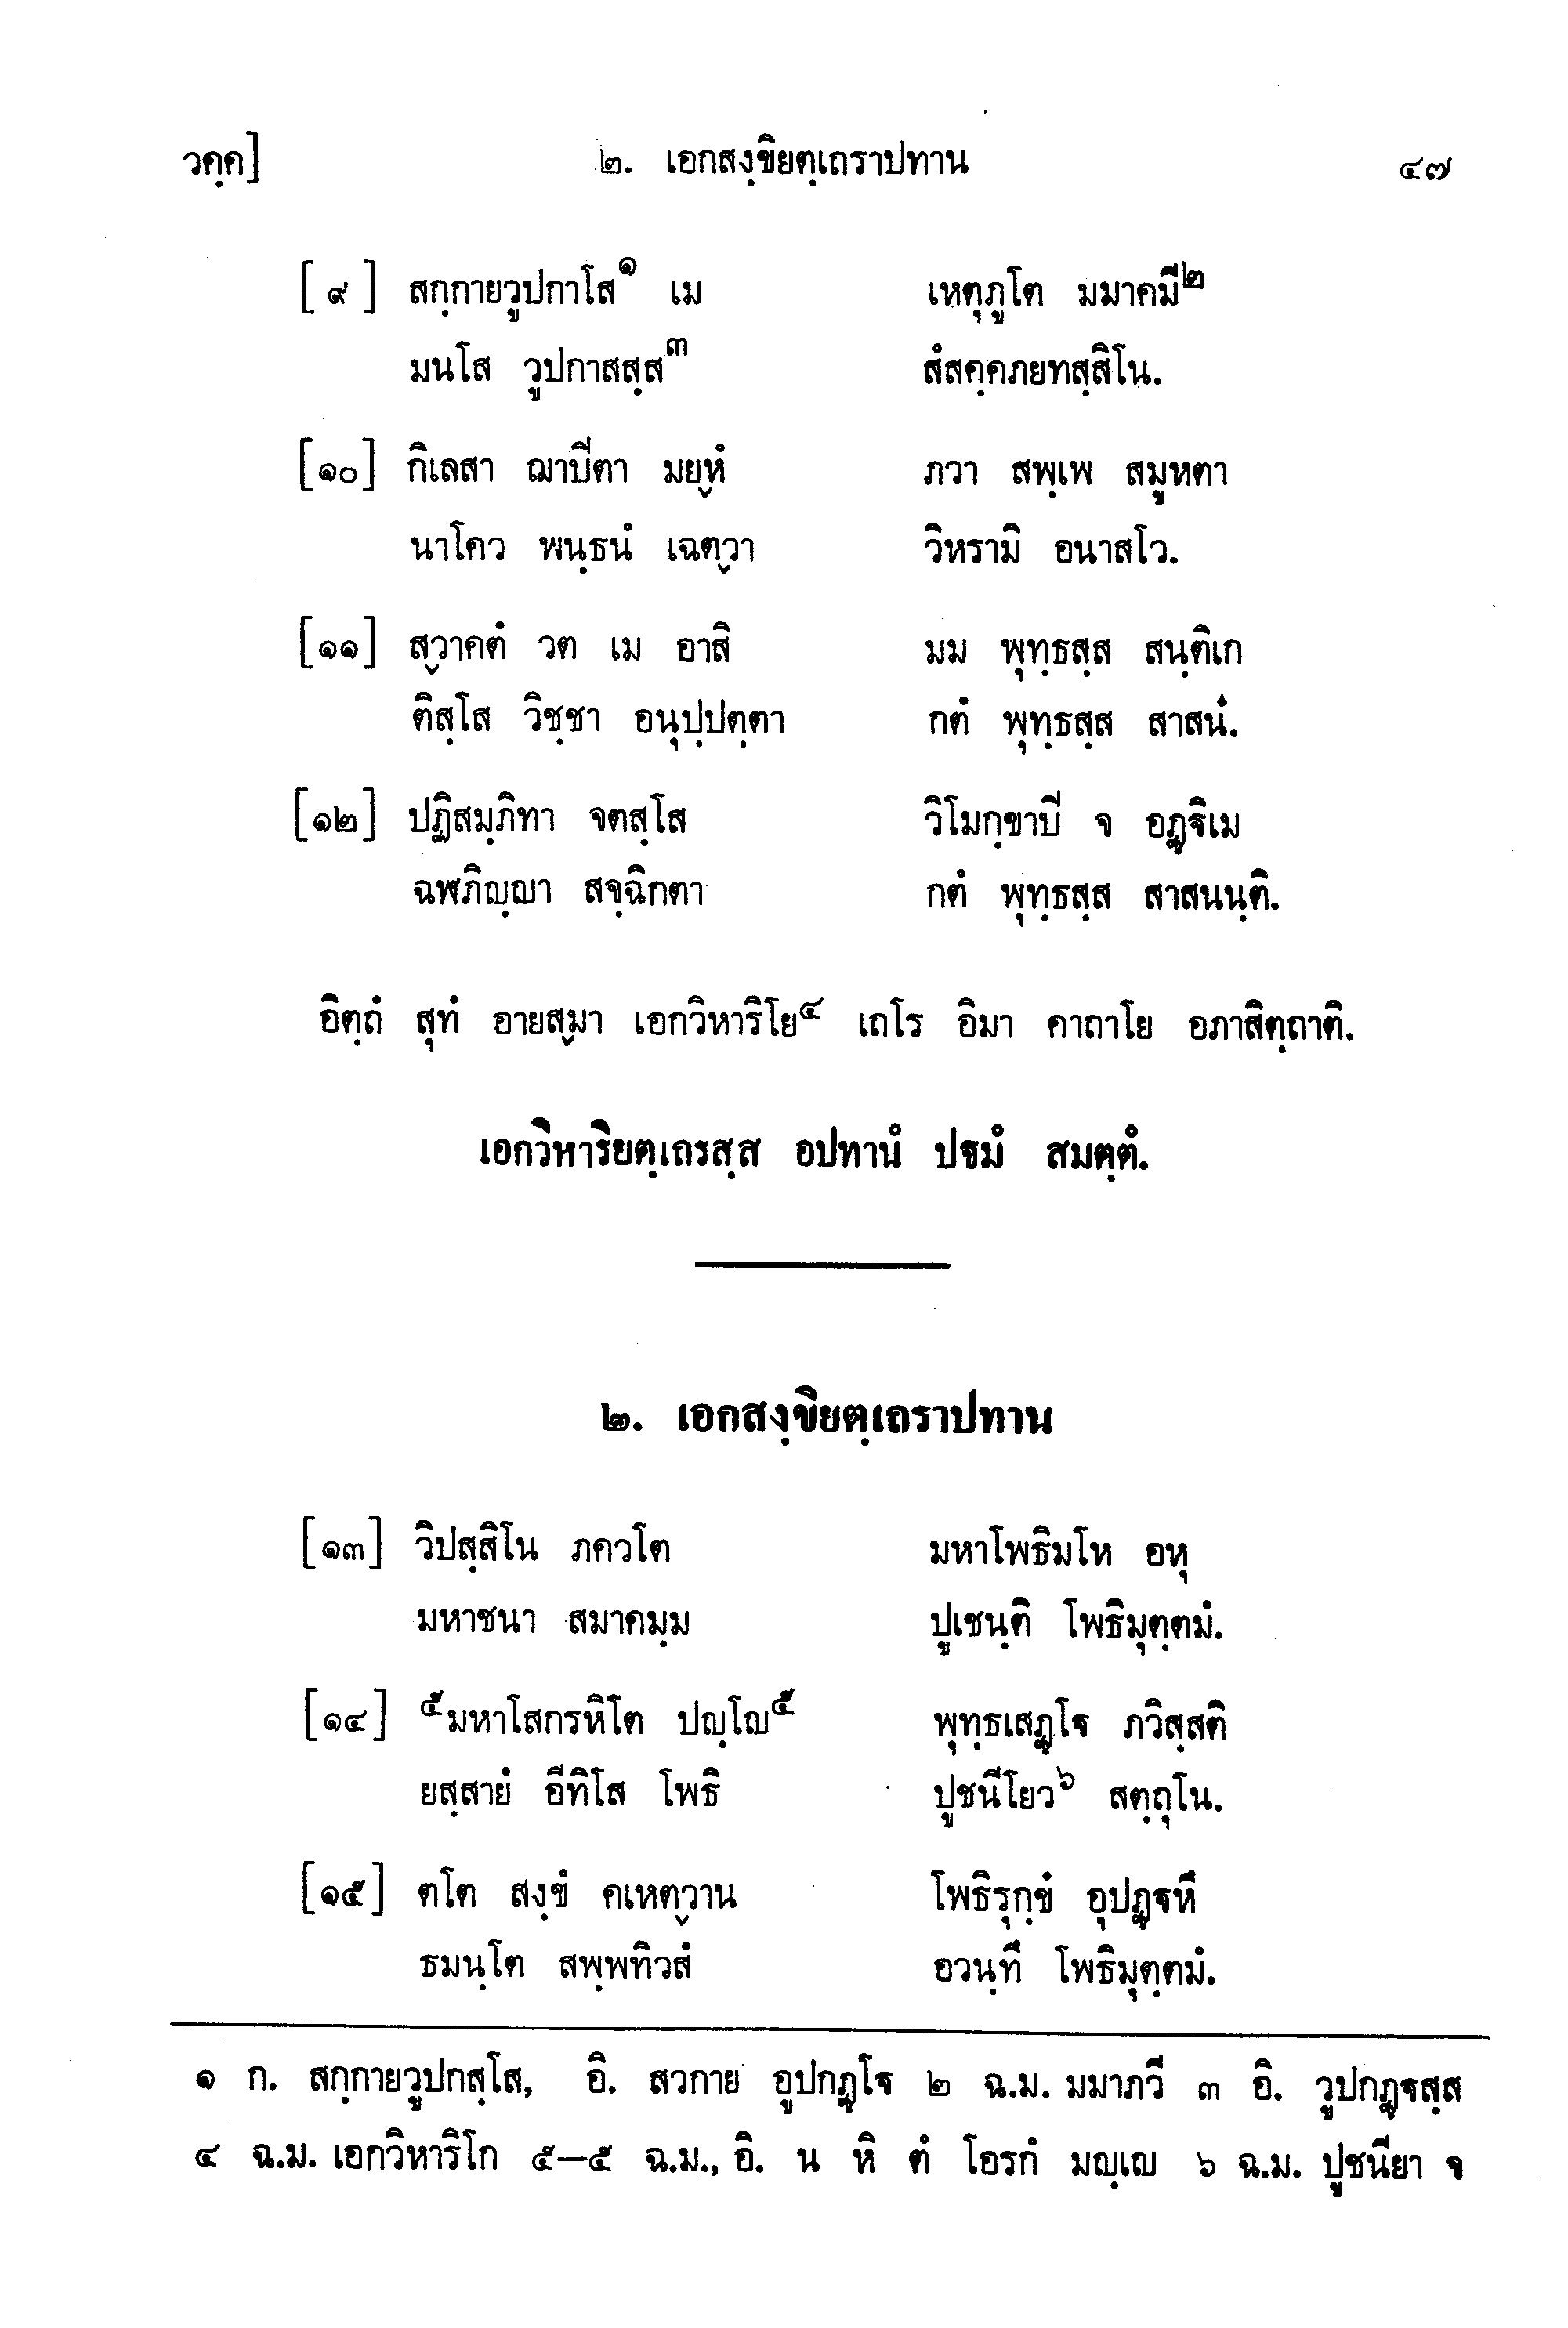 วคฺค] ๒. เอกสงฺขิยตฺเถราปทาน ๔๗
[๙] สกฺกายวูปกาโส๑ เม เหตุภูโต มมาคมี๒
มนโส วูปกาสสฺส๓ สํสคฺคภยทสฺสิโน.
[๑๐] กิเลสา ฌาปิตา มยฺหํ ภวา สพฺเพ สมูหตา
นาโคว พนฺธนํ เฉตฺวา วิหรามิ อนาสโว.
[๑๑] สฺวาคตํ วต เม อาสิ มม พุทฺธสฺส สนฺติเก
ติสฺโส วิชฺชา อนุปฺปตฺตา กตํ พุทฺธสฺส สาสนํ.
[๑๒] ปฏิสมฺภิทา จตสฺโส วิโมกฺขาปิ จ อฏฺฐิเม
ฉฬภิญฺญา สจฺฉิกตา กตํ พุทฺธสฺส สาสนนฺติ.
อิตฺถํ สุทํ อายสฺมา เอกวิหาริโย๔ เถโร อิมา คาถาโย อภาสิตฺถาติ.
เอกวิหาริยตฺเถรสฺส อปทานํ ปฐมํ สมตฺตํ.
๒. เอกสงฺขิยตฺเถราปทาน
[๑๓] วิปสฺสิโน ภควโต มหาโพธิมโห อหุ
มหาชนา สมาคมฺม ปูเชนฺติ โพธิมุตฺตมํ.
[๑๔] ๕มหาโสกรหิโต ปญฺโญ๕ พุทฺธเสฏฺโฐ ภวิสฺสติ
ยสฺสายํ อีทิโส โพธิ ปูชนีโยว๖ สตฺถุโน.
[๑๕] ตโต สงฺขํ คเหตฺวาน โพธิรุกฺขํ อุปฏฺฐหึ
ธมนฺโต สพฺพทิวสํ อวนฺทึ โพธิมุตฺตมํ.
๑ ก. สกฺกายวูปกสฺโส, อิ. สวกาย อูปกฏฺโฐ ๒ ฉ.ม. มมาภวี ๓ อิ. วูปกฏฺฐสฺส
๔ ฉ.ม. เอกวิหาริโก ๕–๕ ฉ.ม., อิ. น หิ ตํ โอรกํ มญฺเญ ๖ ฉ.ม. ปูชนียา จ